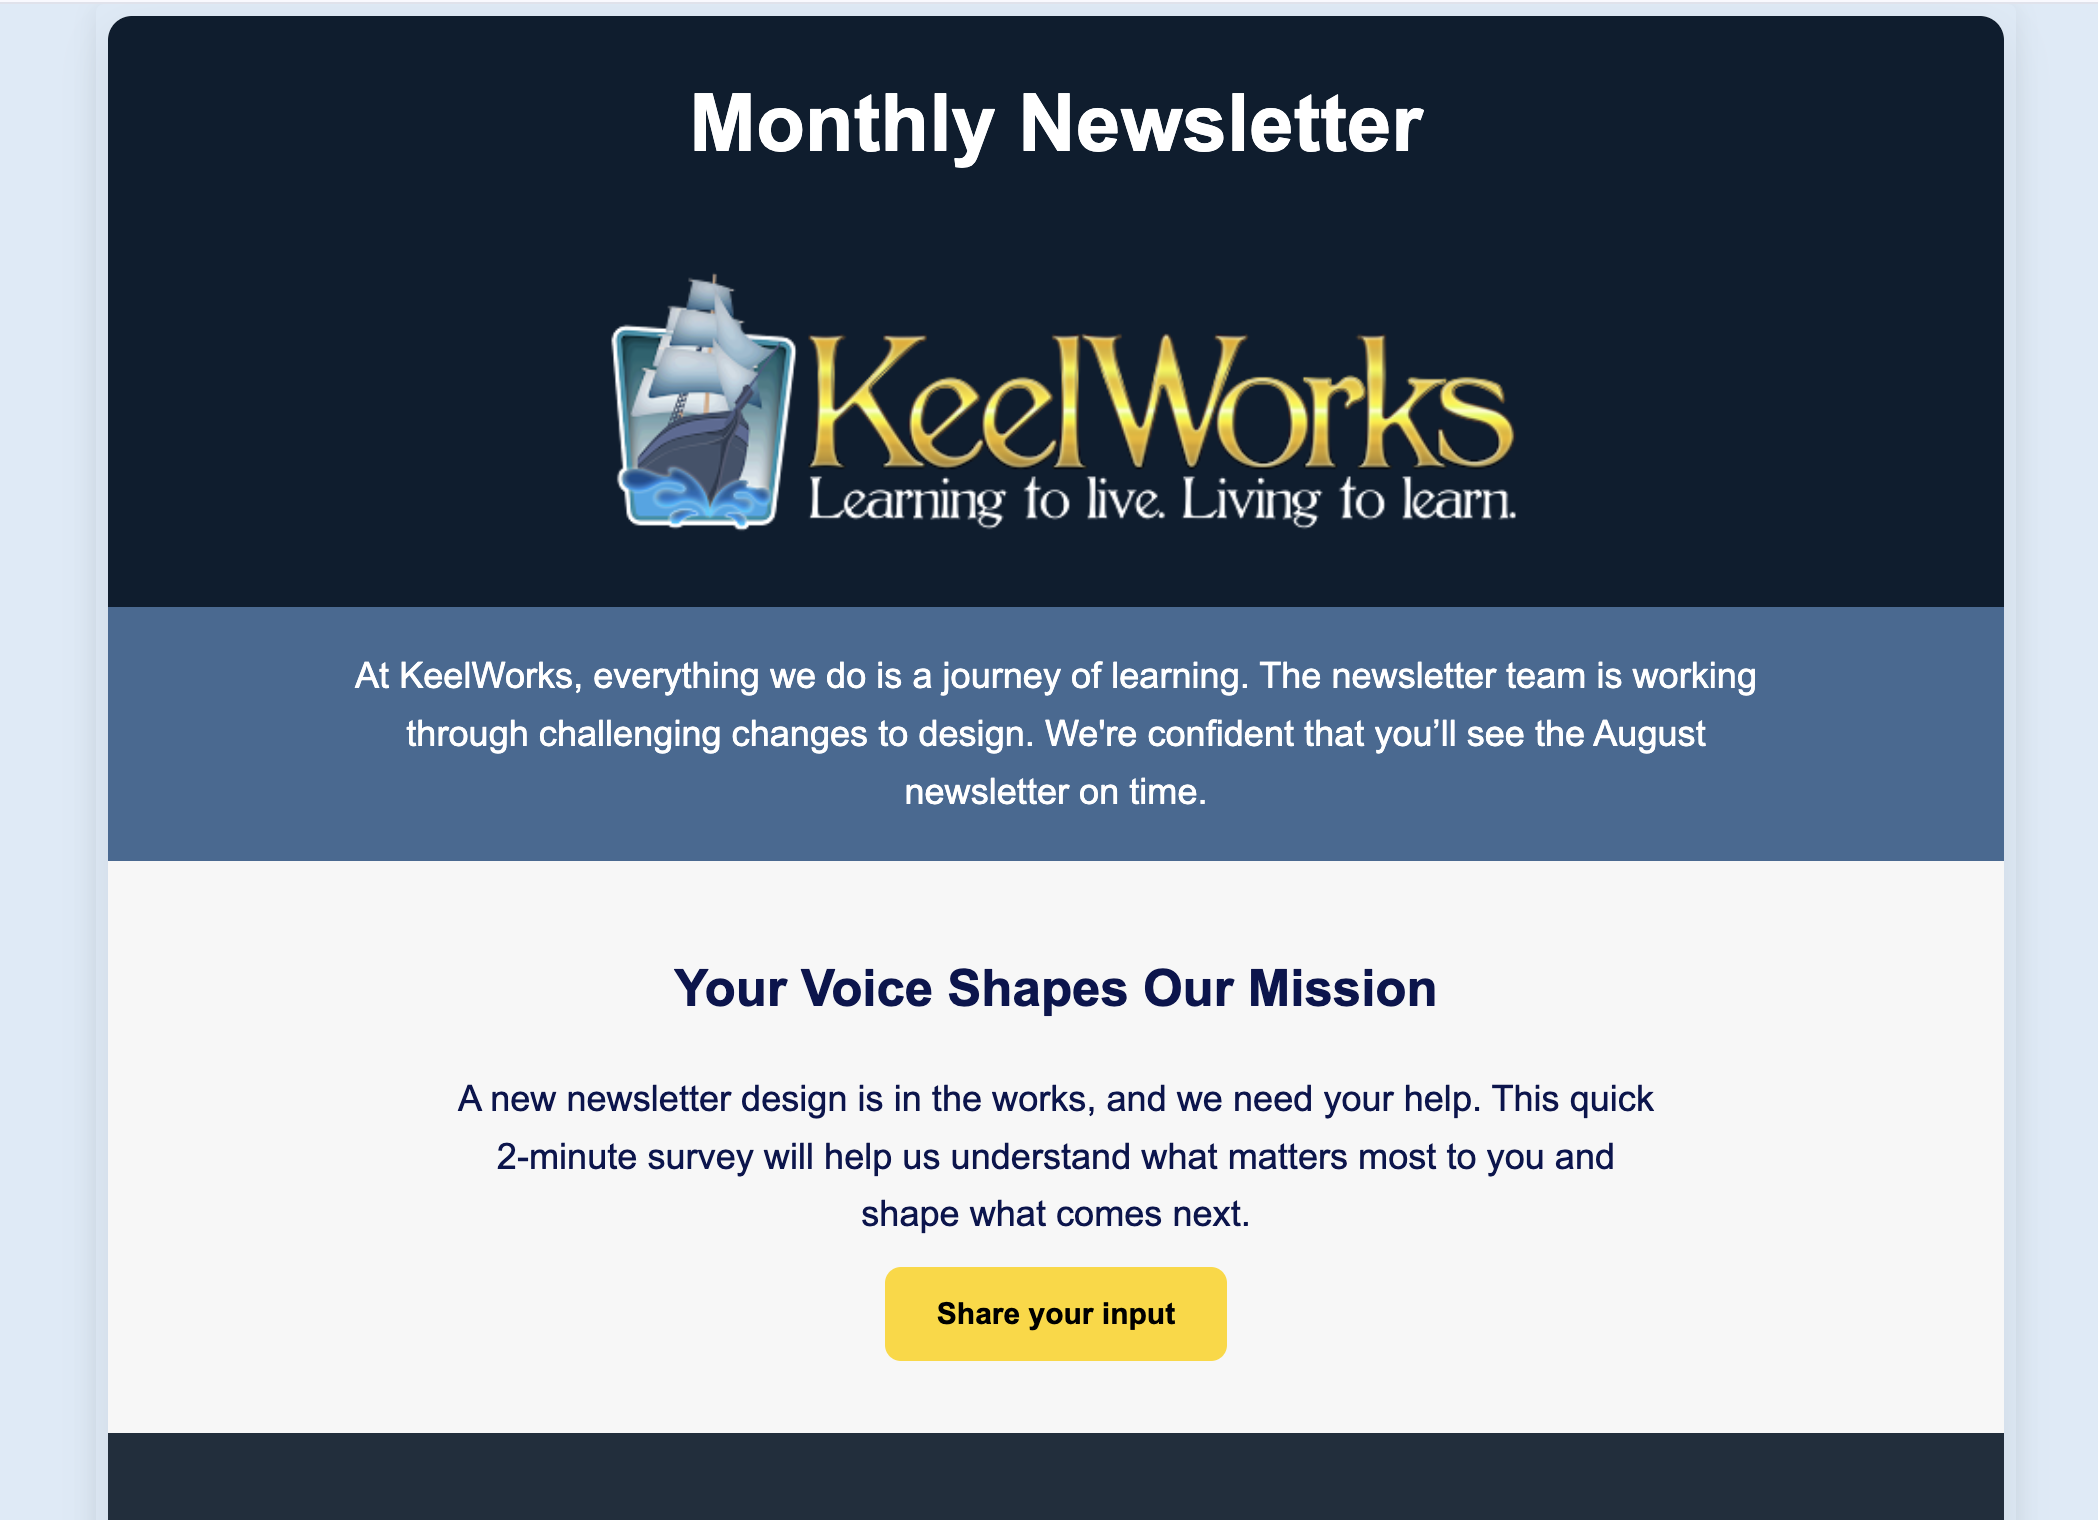 Monthly Newsletter
KeelWorks
Learning to live. Living to learn.
At KeelWorks, everything we do is a journey of learning. The newsletter team is working
through challenging changes to design. We're confident that you’ll see the August
newsletter on time.
Your Voice Shapes Our Mission
A new newsletter design is in the works, and we need your help. This quick
2-minute survey will help us understand what matters most to you and
shape what comes next.
Share your input